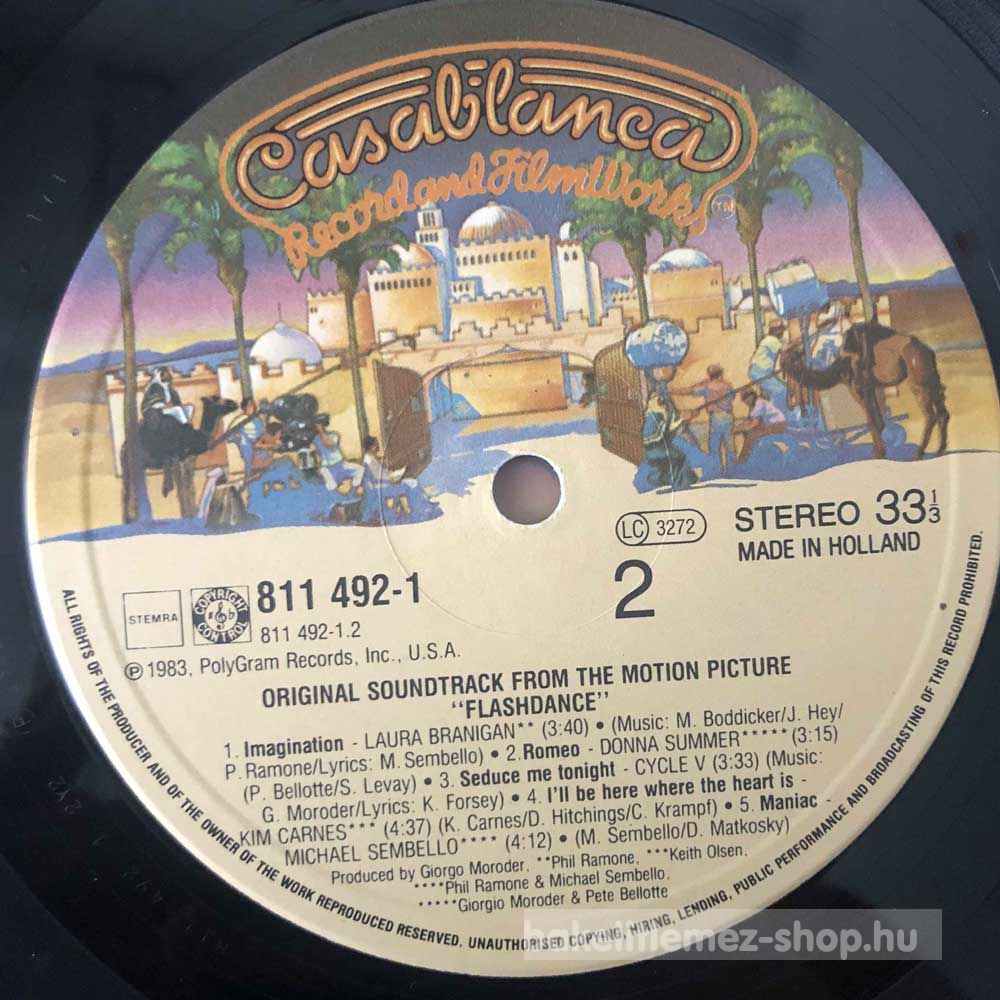 Casablanca
Record and FilmWorks TM
LC 3272
STEREO 33 1/3
MADE IN HOLLAND
2
STEMRA
COPYRIGHT CONTROL
811 492-1
811 492-1.2
℗ 1983, PolyGram Records, Inc., U.S.A.
ORIGINAL SOUNDTRACK FROM THE MOTION PICTURE
"FLASHDANCE"
1. Imagination - LAURA BRANIGAN** (3:40) • (Music: M. Boddicker/J. Hey/
P. Ramone/Lyrics: M. Sembello) • 2. Romeo - DONNA SUMMER***** (3:15)
(P. Bellotte/S. Levay) • 3. Seduce me tonight - CYCLE V (3:33) (Music:
G. Moroder/Lyrics: K. Forsey) • 4. I'll be here where the heart is -
KIM CARNES*** (4:37) (K. Carnes/D. Hitchings/C. Krampf) • 5. Maniac -
MICHAEL SEMBELLO**** (4:12) • (M. Sembello/D. Matkosky)
Produced by Giorgo Moroder, **Phil Ramone, ***Keith Olsen,
****Phil Ramone & Michael Sembello.
*****Giorgio Moroder & Pete Bellotte
ALL RIGHTS OF THE PRODUCER AND OF THE OWNER OF THE WORK REPRODUCED RESERVED. UNAUTHORISED COPYING, HIRING, LENDING, PUBLIC PERFORMANCE AND BROADCASTING OF THIS RECORD PROHIBITED.
bakelitlemez-shop.hu